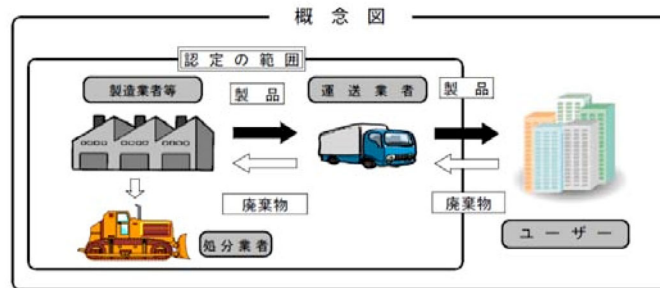 概念図
認定の範囲
製造業者等
製品
運送業者
製品
廃棄物
廃棄物
処分業者
ユーザー